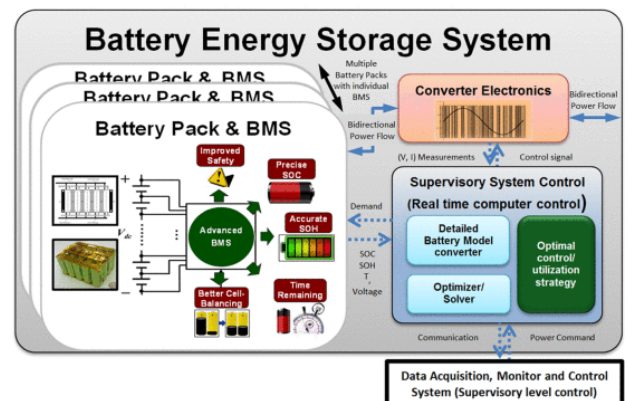 Battery Energy Storage System
Battery Pack & BMS
Battery Pack & BMS
Battery Pack & BMS
Multiple
Battery Packs
with individual
BMS
Bidirectional
Power Flow
Converter Electronics
Bidirectional
Power Flow
(V, I) Measurements
Control signal
Improved
Safety
Precise
SOC
Advanced
BMS
Accurate
SOH
Better Cell-
Balancing
Time
Remaining
+
V dc
−
Demand
SOC
SOH
T,
Voltage
Supervisory System Control
(Real time computer control)
Detailed
Battery Model
converter
Optimizer/
Solver
Optimal
control/
utilization
strategy
Communication
Power Command
Data Acquisition, Monitor and Control
System (Supervisory level control)